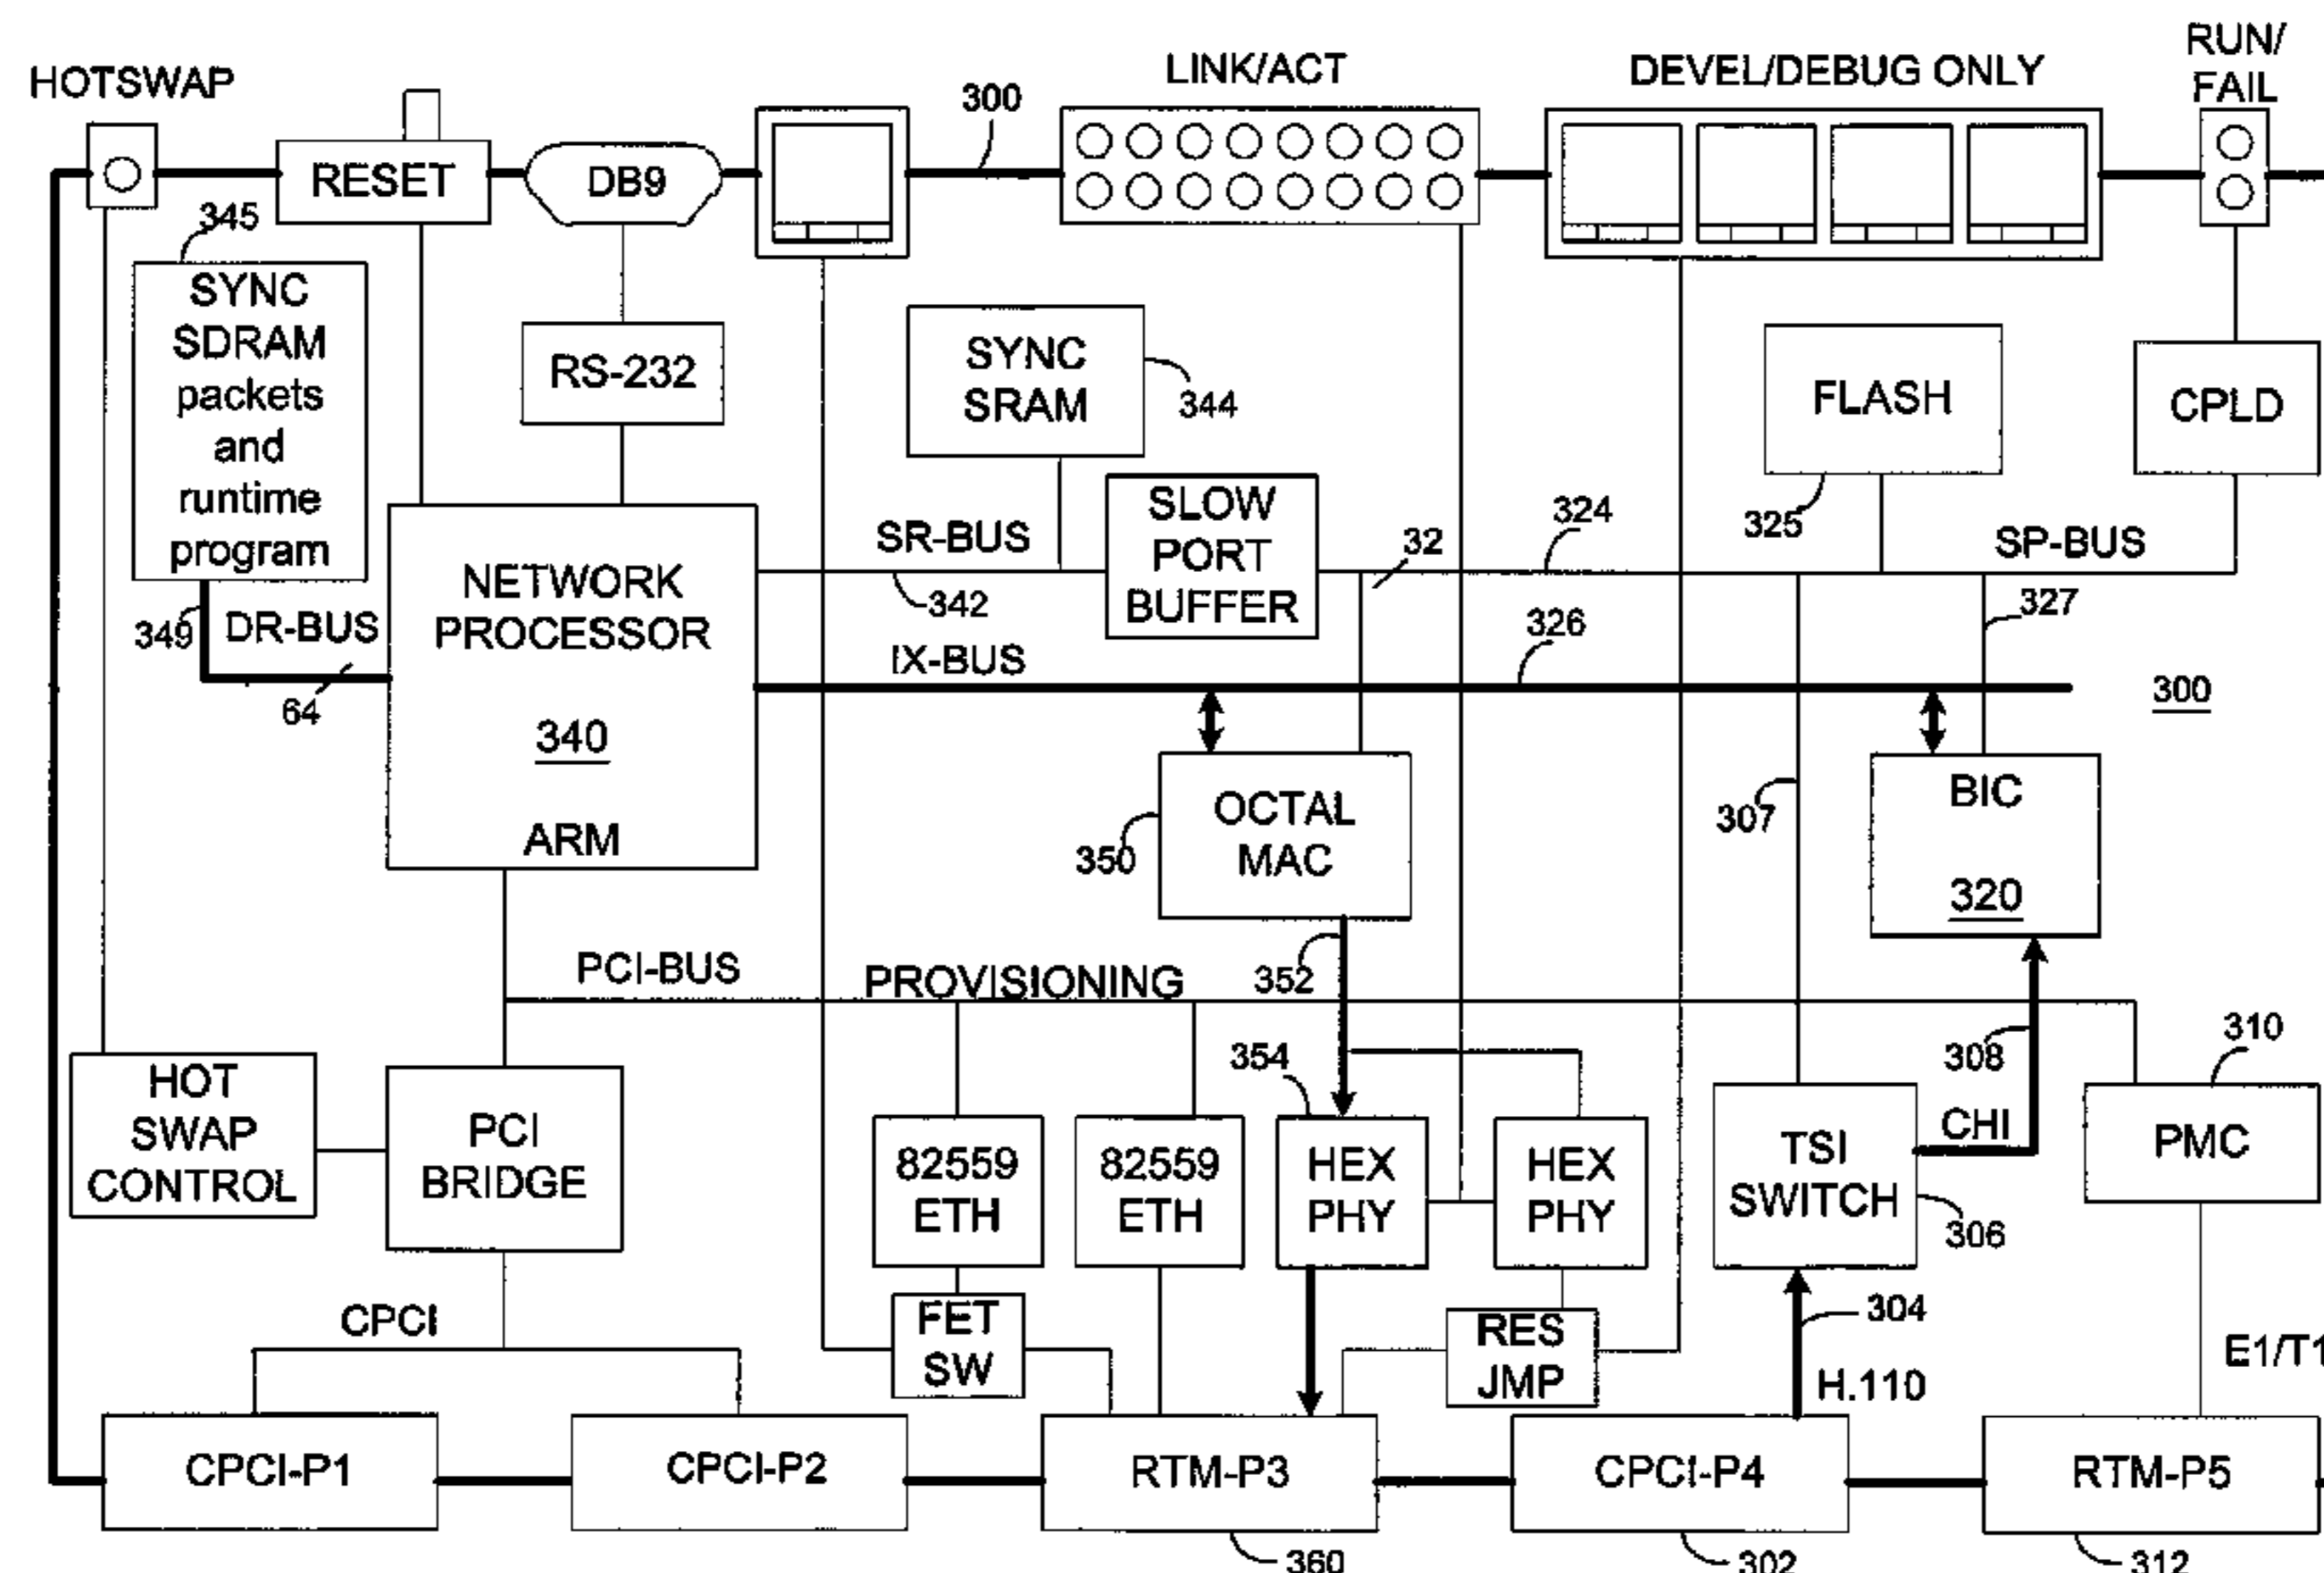 HOTSWAP
LINK/ACT
DEVEL/DEBUG ONLY
RUN/
FAIL
300
RESET
DB9
345
SYNC
SDRAM
packets
and
runtime
program
RS-232
SYNC
SRAM
344
FLASH
325
CPLD
SLOW
PORT
BUFFER
SR-BUS
342
32
324
SP-BUS
327
349
DR-BUS
64
NETWORK
PROCESSOR
340
ARM
IX-BUS
326
300
OCTAL
MAC
350
307
BIC
320
PCI-BUS
PROVISIONING
352
308
310
354
HOT
SWAP
CONTROL
PCI
BRIDGE
82559
ETH
82559
ETH
HEX
PHY
HEX
PHY
TSI
SWITCH
CHI
306
PMC
CPCI
FET
SW
RES
JMP
304
H.110
E1/T1
CPCI-P1
CPCI-P2
RTM-P3
CPCI-P4
RTM-P5
360
302
312